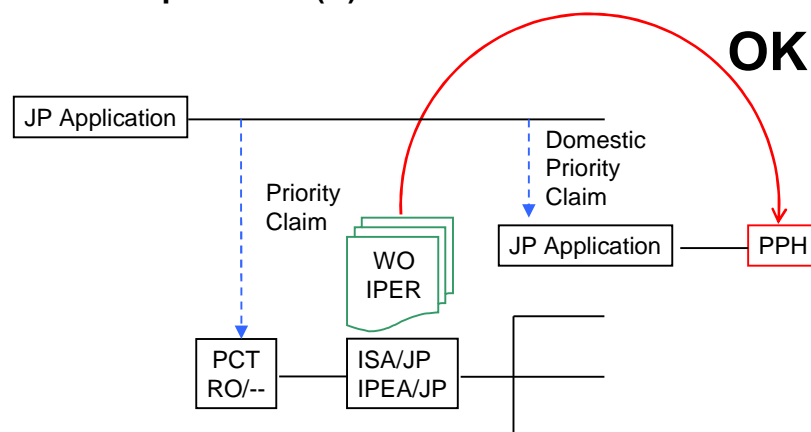 OK
JP Application
Domestic
Priority
Claim
Priority
Claim
WO
IPER
JP Application
PPH
PCT
RO/--
ISA/JP
IPEA/JP